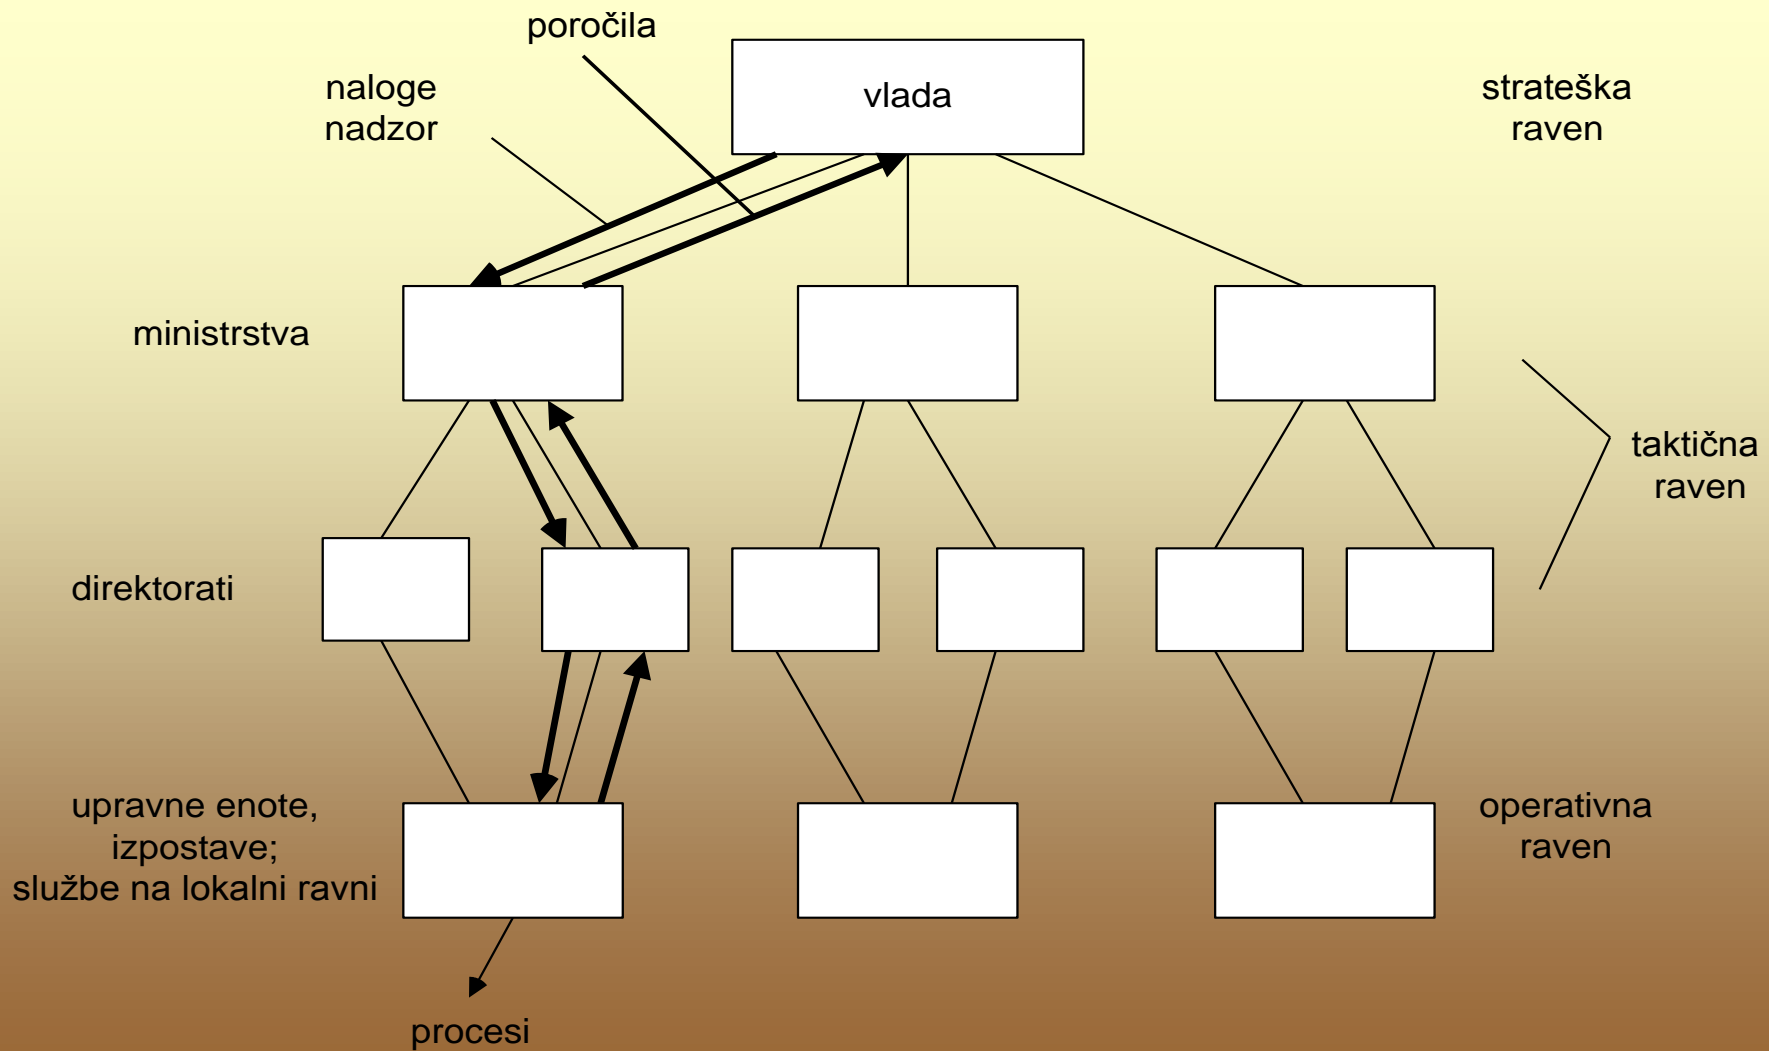 poročila
naloge
nadzor
vlada
strateška
raven
ministrstva
taktična
raven
direktorati
upravne enote,
izpostave;
službe na lokalni ravni
operativna
raven
procesi